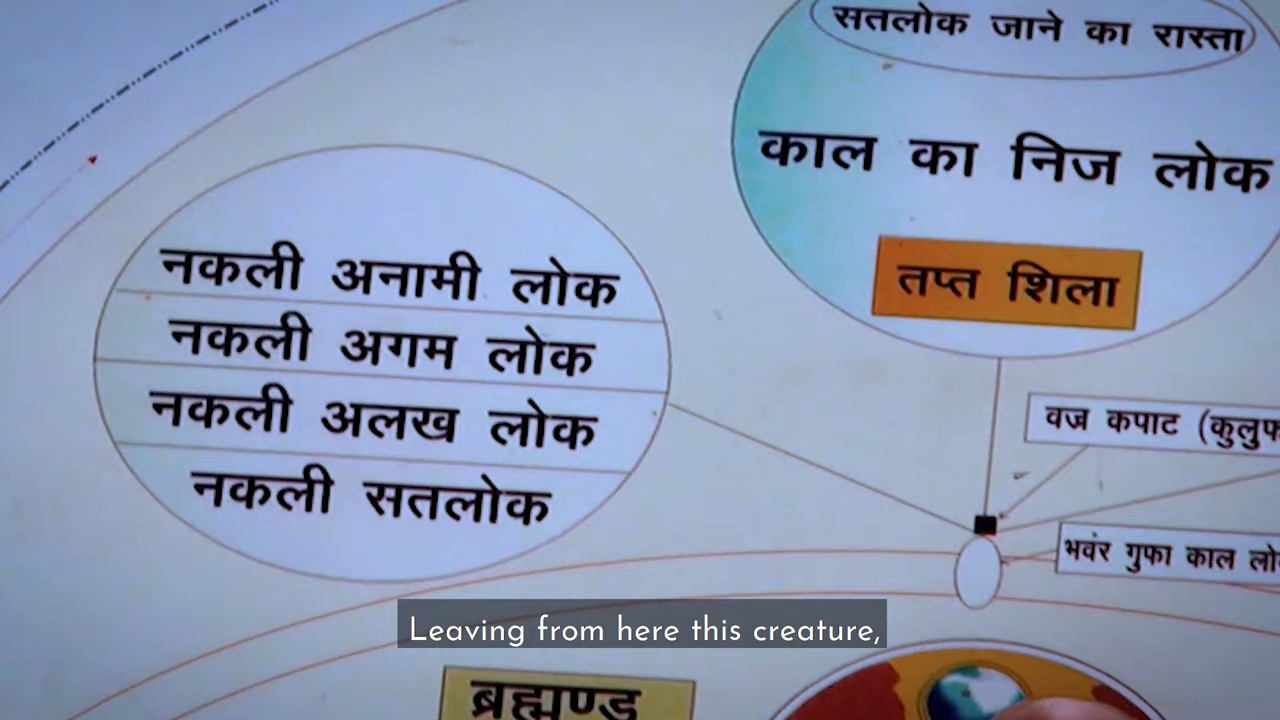 सतलोक जाने का रास्ता
काल का निज लोक
तप्त शिला
नकली अनामी लोक
नकली अगम लोक
नकली अलख लोक
नकली सतलोक
वज्र कपाट
भवंर गुफा काल
Leaving from here this creature,
ब्रह्मण्ड